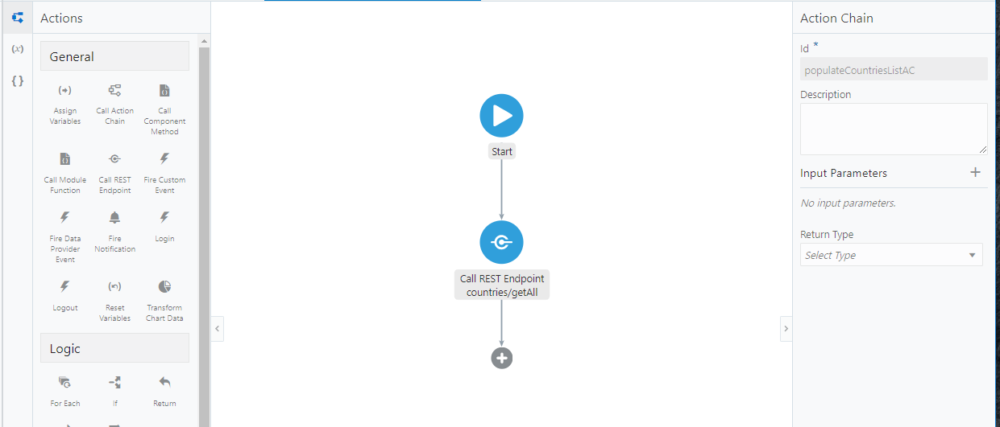 Actions
General
Assign
Variables
Call Action
Chain
Call
Component
Method
Call Module
Function
Call REST
Endpoint
Fire Custom
Event
Fire Data
Provider
Event
Fire
Notification
Login
Logout
Reset
Variables
Transform
Chart Data
Logic
For Each
If
Return
(x)
{ }
Start
Call REST Endpoint
countries/getAll
Action Chain
Id *
populateCountriesListAC
Description
Input Parameters
No input parameters.
Return Type
Select Type